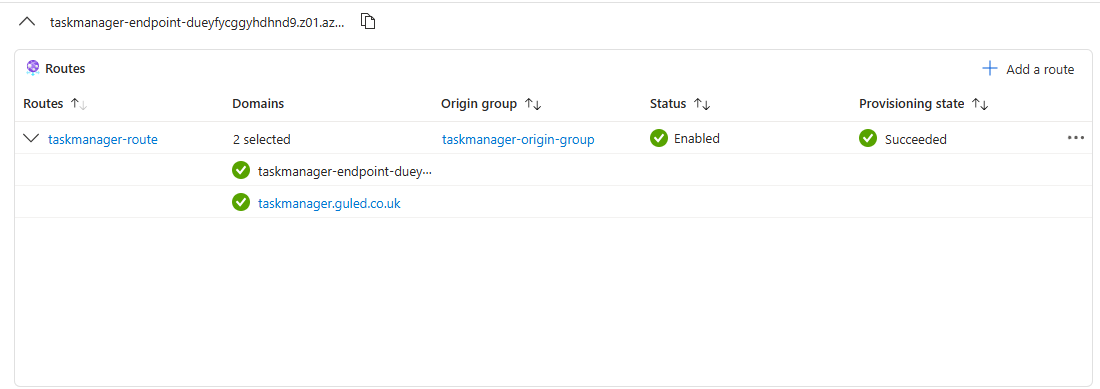 taskmanager-endpoint-dueyfycggyhdhnd9.z01.az...
Routes
Add a route
Routes Domains Origin group Status Provisioning state
taskmanager-route 2 selected taskmanager-origin-group Enabled Succeeded
taskmanager-endpoint-duey...
taskmanager.guled.co.uk